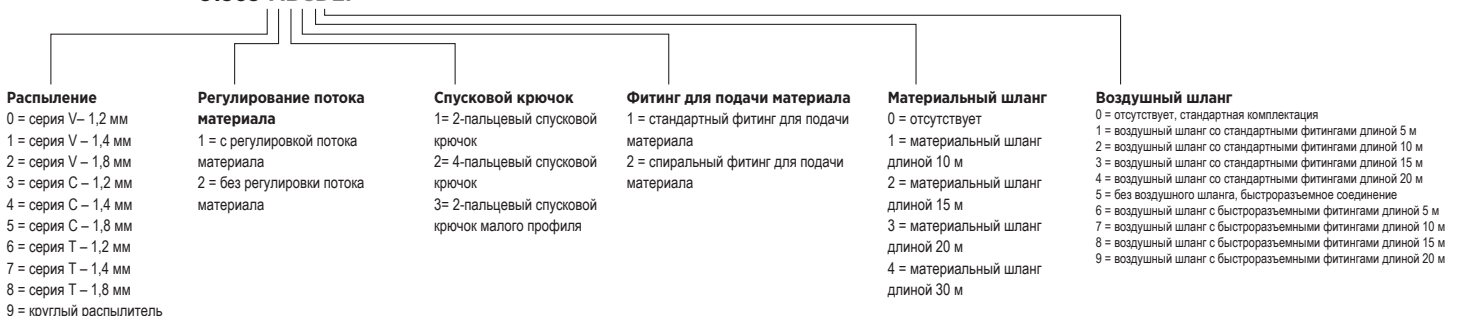 Распыление
0 = серия V– 1,2 мм
1 = серия V – 1,4 мм
2 = серия V – 1,8 мм
3 = серия С – 1,2 мм
4 = серия С – 1,4 мм
5 = серия С – 1,8 мм
6 = серия Т – 1,2 мм
7 = серия Т – 1,4 мм
8 = серия Т – 1,8 мм
9 = круглый распылитель
Регулирование потока
материала
1 = с регулировкой потока
материала
2 = без регулировки потока
материала
Спусковой крючок
1= 2-пальцевый спусковой
крючок
2= 4-пальцевый спусковой
крючок
3= 2-пальцевый спусковой
крючок малого профиля
Фитинг для подачи материала
1 = стандартный фитинг для подачи
материала
2 = спиральный фитинг для подачи
материала
Материальный шланг
0 = отсутствует
1 = материальный шланг
длиной 10 м
2 = материальный шланг
длиной 15 м
3 = материальный шланг
длиной 20 м
4 = материальный шланг
длиной 30 м
Воздушный шланг
0 = отсутствует, стандартная комплектация
1 = воздушный шланг со стандартными фитингами длиной 5 м
2 = воздушный шланг со стандартными фитингами длиной 10 м
3 = воздушный шланг со стандартными фитингами длиной 15 м
4 = воздушный шланг со стандартными фитингами длиной 20 м
5 = без воздушного шланга, быстроразъемное соединение
6 = воздушный шланг с быстроразъемными фитингами длиной 5 м
7 = воздушный шланг с быстроразъемными фитингами длиной 10 м
8 = воздушный шланг с быстроразъемными фитингами длиной 15 м
9 = воздушный шланг с быстроразъемными фитингами длиной 20 м